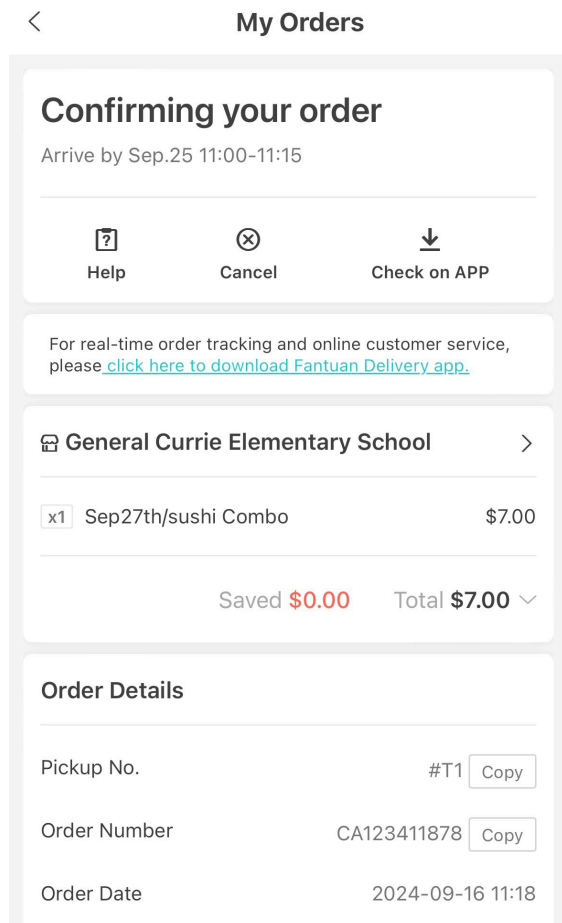 My Orders
Confirming your order
Arrive by Sep.25 11:00-11:15
Help
Cancel
Check on APP
For real-time order tracking and online customer service,
please click here to download Fantuan Delivery app.
General Currie Elementary School
x1 Sep27th/sushi Combo $7.00
Saved $0.00 Total $7.00
Order Details
Pickup No. #T1 Copy
Order Number CA123411878 Copy
Order Date 2024-09-16 11:18